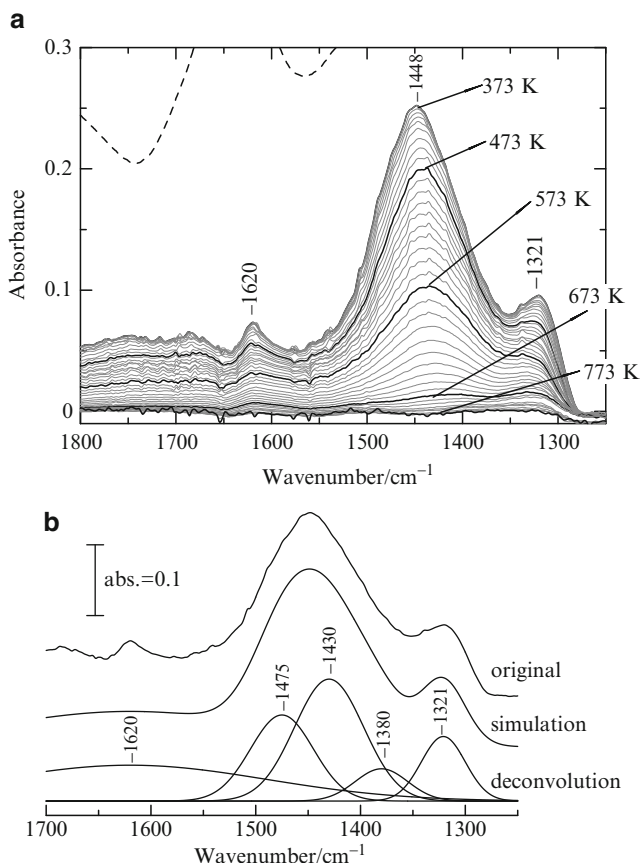 a
0.3
0.2
0.1
0
Absorbance
–1620
–1448
–1321
373 K
473 K
573 K
673 K
773 K
1800 1700 1600 1500 1400 1300
Wavenumber/cm⁻¹
b
abs.=0.1
–1620
–1475
–1430
–1380
–1321
original
simulation
deconvolution
1700 1600 1500 1400 1300
Wavenumber/cm⁻¹